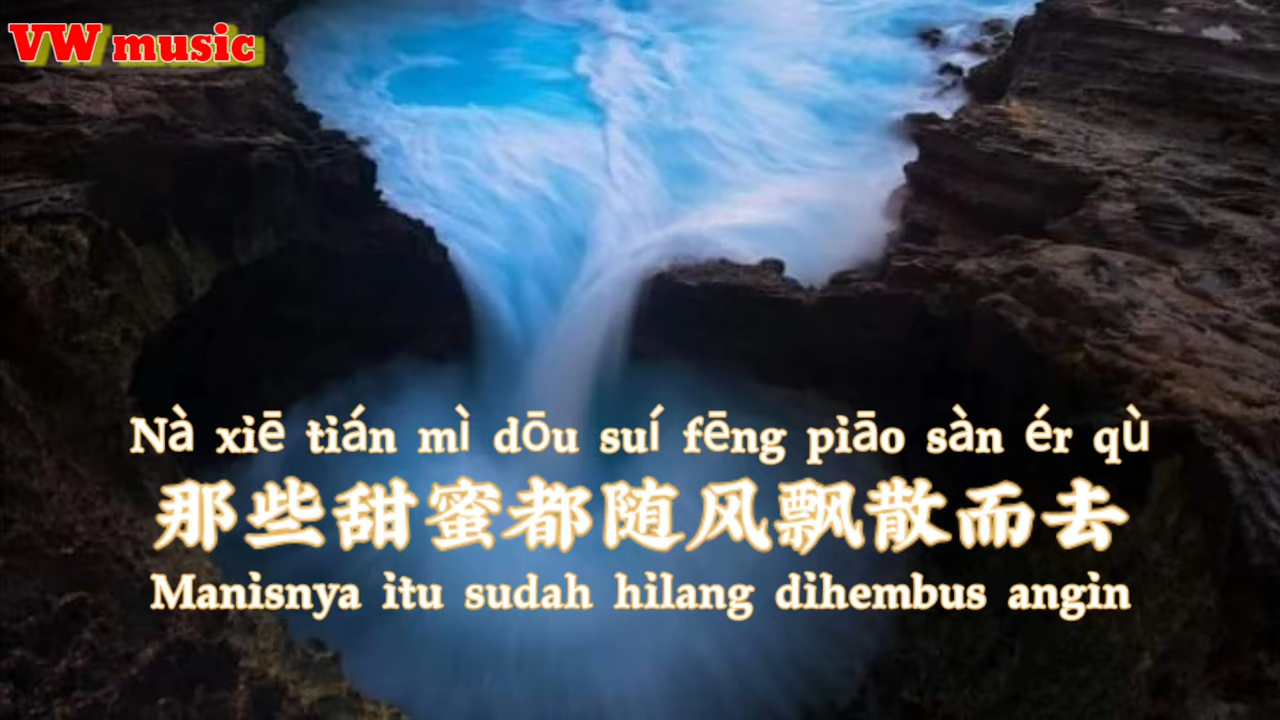 VW music
Nà xiē tián mì dōu suí fēng piāo sàn ér qù
那些甜蜜都随风飘散而去
Manisnya itu sudah hilang dihembus angin